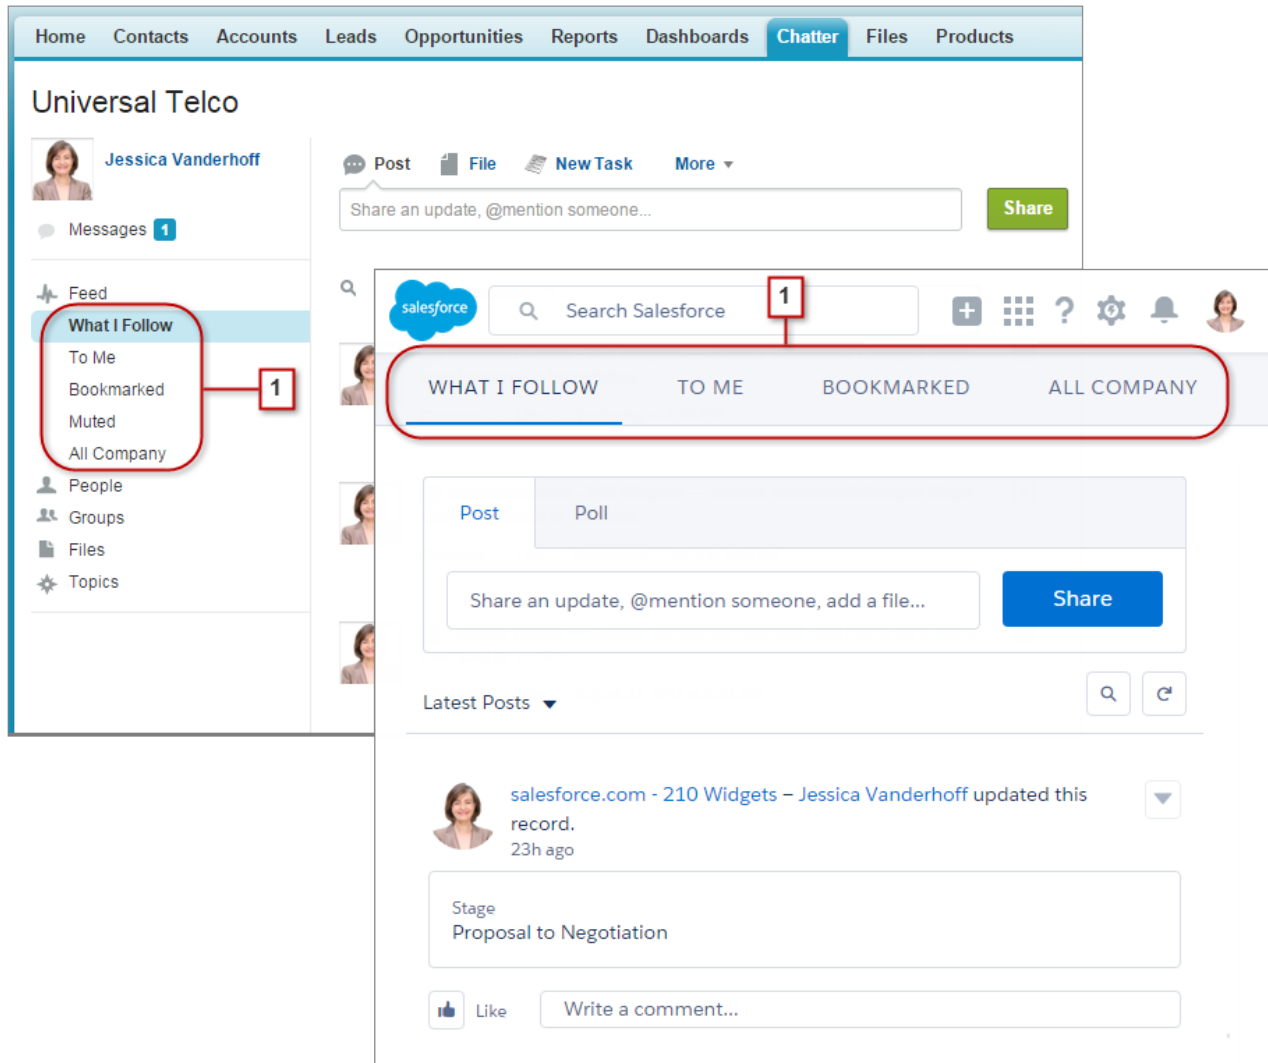 Home Contacts Accounts Leads Opportunities Reports Dashboards Chatter Files Products
Universal Telco
Jessica Vanderhoff
Messages 1
Feed
What I Follow
To Me
Bookmarked
Muted
All Company
1
People
Groups
Files
Topics
Post File New Task More
Share an update, @mention someone...
Share
salesforce
Search Salesforce
1
WHAT I FOLLOW TO ME BOOKMARKED ALL COMPANY
Post Poll
Share an update, @mention someone, add a file...
Share
Latest Posts
salesforce.com - 210 Widgets – Jessica Vanderhoff updated this
record.
23h ago
Stage
Proposal to Negotiation
Like
Write a comment...